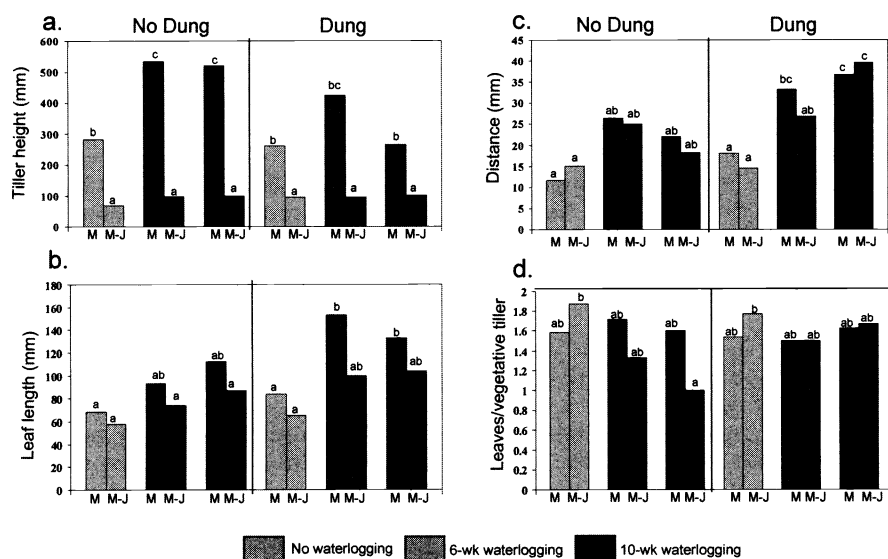 a.
No Dung Dung
Tiller height (mm)
600
500
400
300
200
100
0
b a c a c a b a bc a b a
M M-J M M-J M M-J M M-J M M-J M M-J
b.
Leaf length (mm)
180
160
140
120
100
80
60
40
20
0
a a ab a ab a a a b ab b ab
M M-J M M-J M M-J M M-J M M-J M M-J
c.
No Dung Dung
Distance (mm)
45
40
35
30
25
20
15
10
5
0
a a ab ab ab ab a a bc ab c c
M M-J M M-J M M-J M M-J M M-J M M-J
d.
Leaves/vegetative tiller
2
1.8
1.6
1.4
1.2
1
0.8
0.6
0.4
0.2
0
ab b ab ab ab a ab b ab ab ab ab
M M-J M M-J M M-J M M-J M M-J M M-J
No waterlogging 6-wk waterlogging 10-wk waterlogging